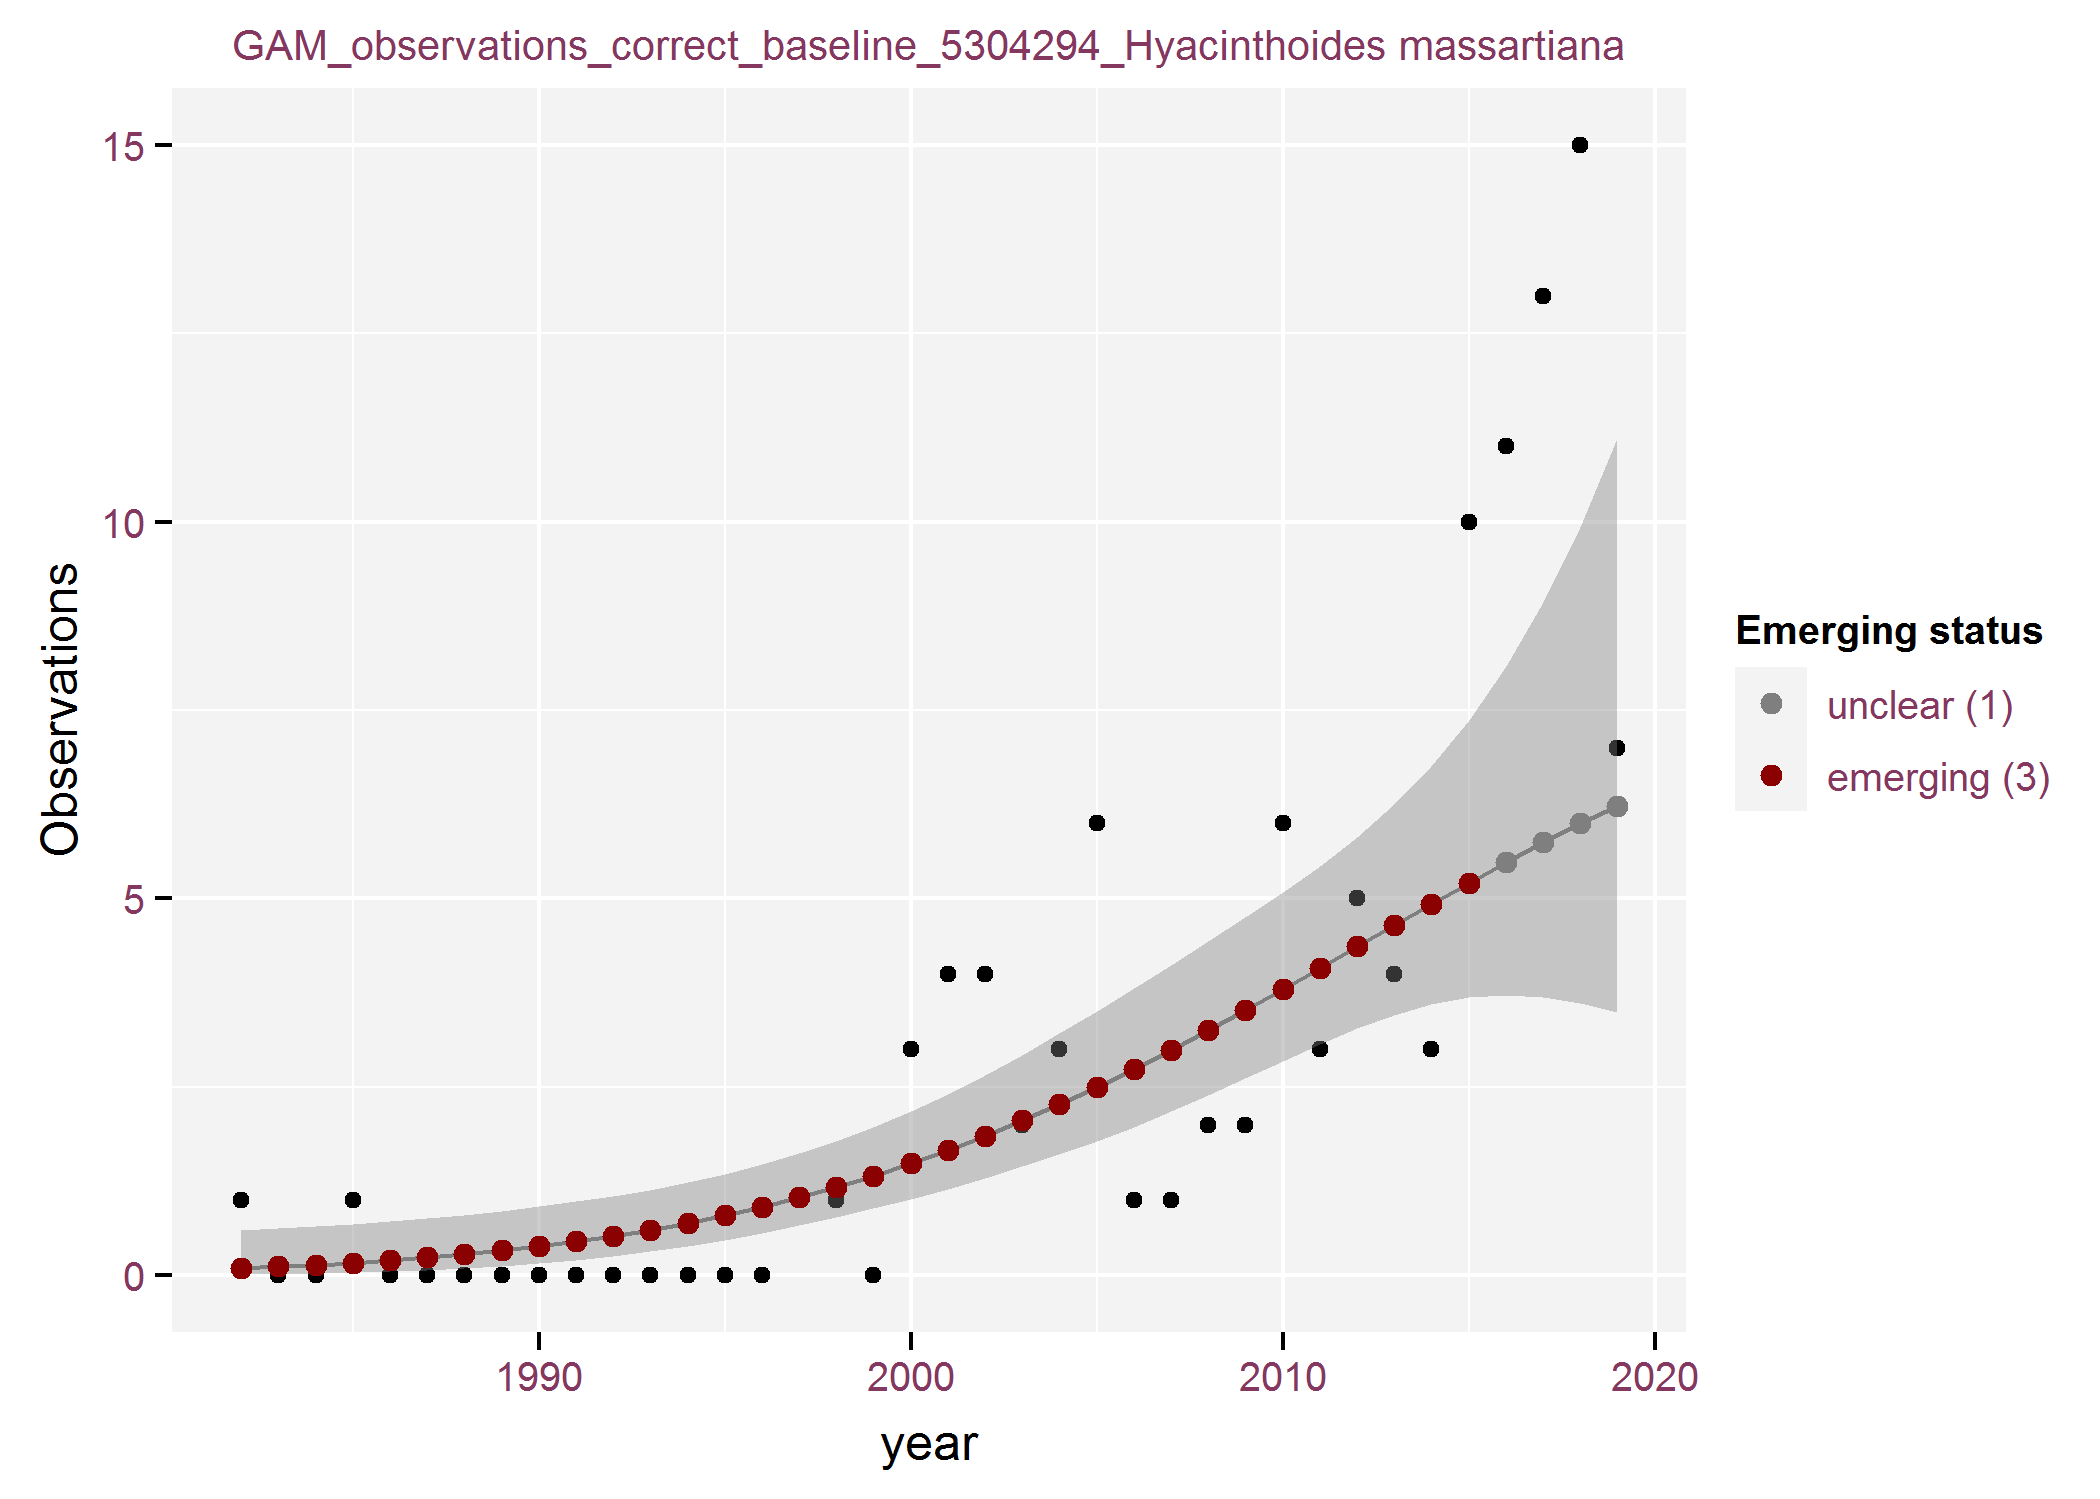 GAM_observations_correct_baseline_5304294_Hyacinthoides massartiana
15
10
5
0
Observations
1990 2000 2010 2020
year
Emerging status
unclear (1)
emerging (3)